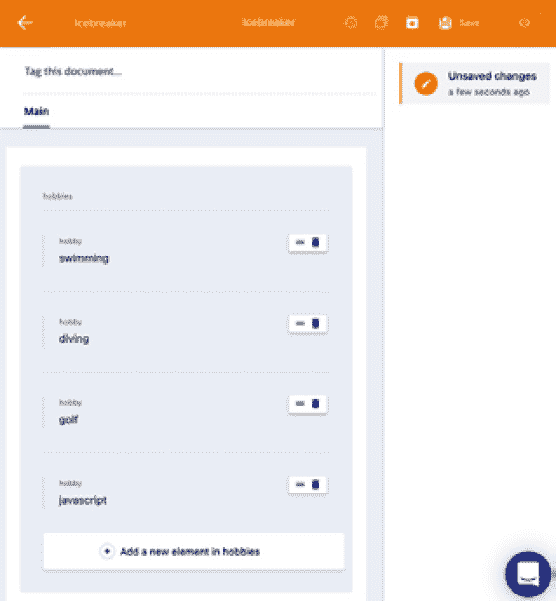 Icebreaker
Icebreaker
Save
Tag this document...
Unsaved changes
a few seconds ago
Main
hobbies
hobby
swimming
hobby
diving
hobby
golf
hobby
javascript
Add a new element in hobbies